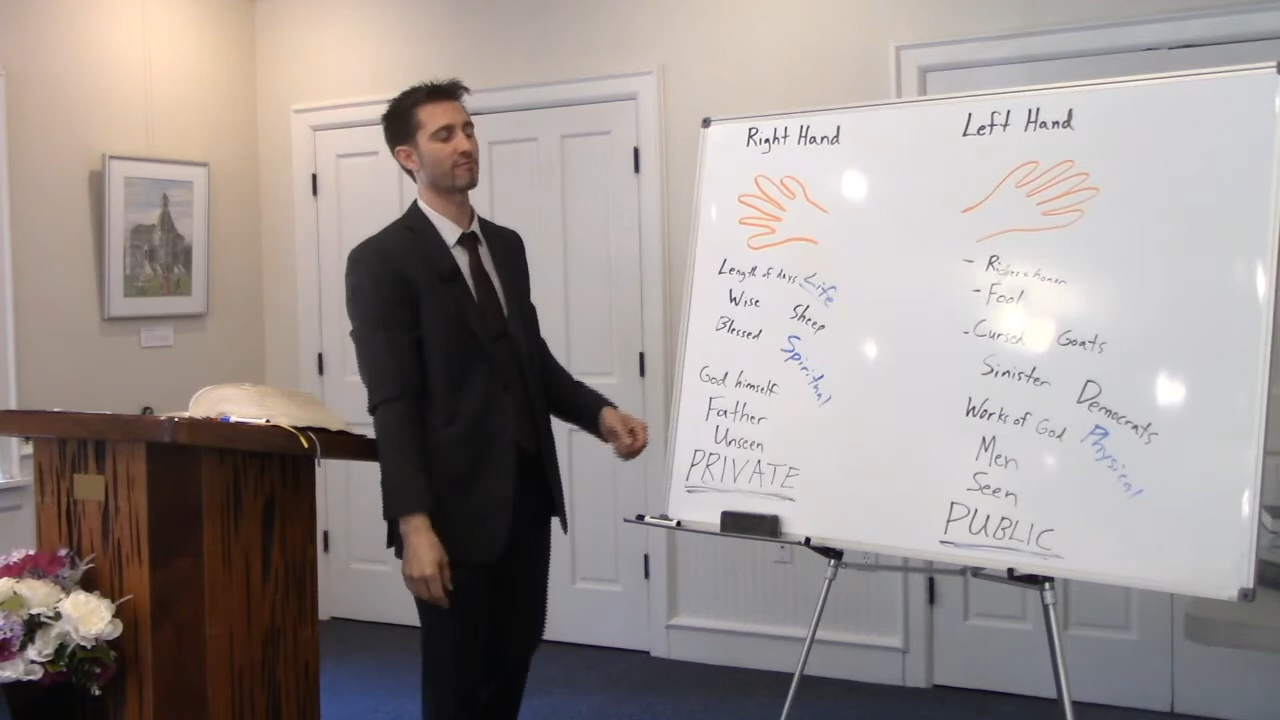 Right Hand
Length of days Life
Wise Sheep
Blessed
Spiritual
God himself
Father
Unseen
PRIVATE
Left Hand
- Riches & honor
- Fool
- Cursed Goats
Sinister Democrats
Works of God Physical
Men
Seen
PUBLIC